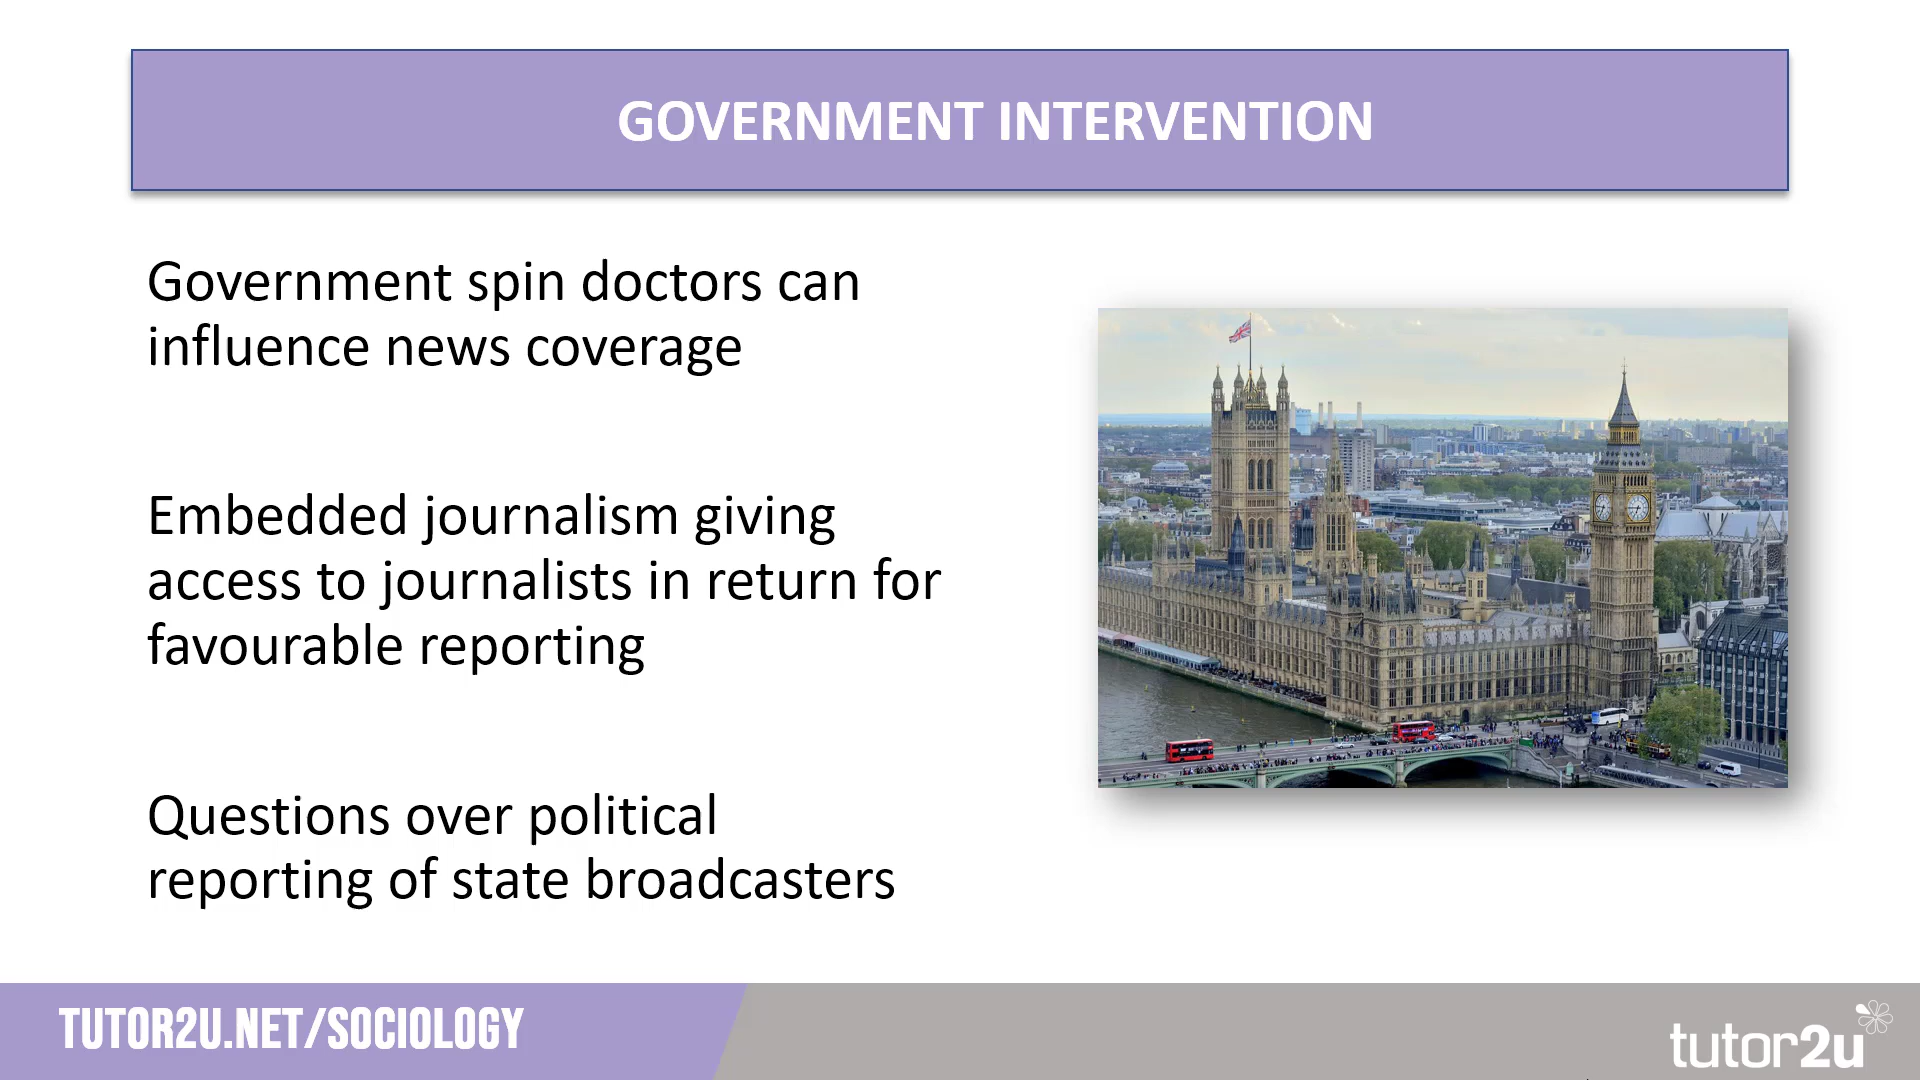 GOVERNMENT INTERVENTION
Government spin doctors can
influence news coverage
Embedded journalism giving
access to journalists in return for
favourable reporting
Questions over political
reporting of state broadcasters
TUTOR2U.NET/SOCIOLOGY
tutor2u